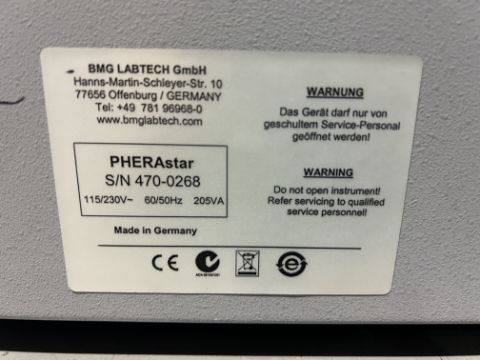 BMG LABTECH GmbH
Hanns-Martin-Schleyer-Str. 10
77656 Offenburg / GERMANY
Tel: +49 781 96968-0
www.bmglabtech.com
PHERAstar
S/N 470-0268
115/230V~ 60/50Hz 205VA
Made in Germany
WARNUNG
Das Gerät darf nur von
geschultem Service-Personal
geöffnet werden!
WARNING
Do not open instrument!
Refer servicing to qualified
service personnel!
CE